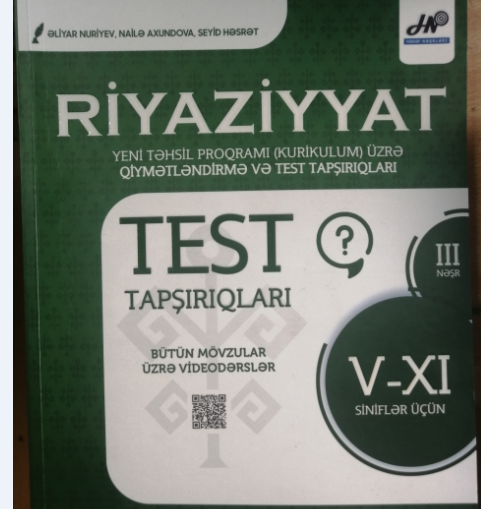 ƏLİYAR NURİYEV, NAİLƏ AXUNDOVA, SEYİD HƏSRƏT
HN
RİYAZİYYAT
YENİ TƏHSİL PROQRAMI (KURİKULUM) ÜZRƏ
QİYMƏTLƏNDİRMƏ VƏ TEST TAPŞIRIQLARI
TEST
TAPŞIRIQLARI
?
III
NƏŞR
BÜTÜN MÖVZULAR
ÜZRƏ VİDEODƏRSLƏR
V-XI
SİNİFLƏR ÜÇÜN